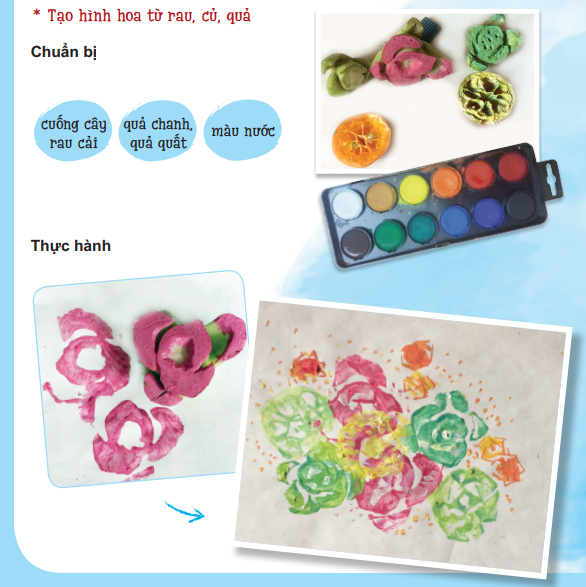 * Tạo hình hoa từ rau, củ, quả
Chuẩn bị
cuống cây
rau cải
quả chanh,
quả quất
màu nước
Thực hành